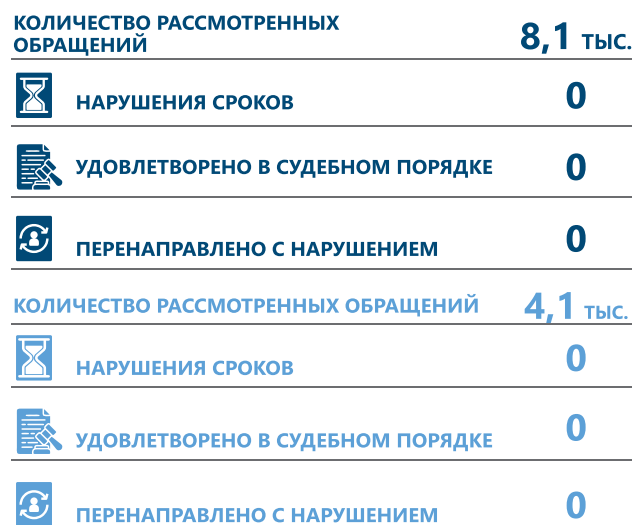 КОЛИЧЕСТВО РАССМОТРЕННЫХ
ОБРАЩЕНИЙ 8,1 ТЫС.
НАРУШЕНИЯ СРОКОВ 0
УДОВЛЕТВОРЕНО В СУДЕБНОМ ПОРЯДКЕ 0
ПЕРЕНАПРАВЛЕНО С НАРУШЕНИЕМ 0
КОЛИЧЕСТВО РАССМОТРЕННЫХ ОБРАЩЕНИЙ 4,1 ТЫС.
НАРУШЕНИЯ СРОКОВ 0
УДОВЛЕТВОРЕНО В СУДЕБНОМ ПОРЯДКЕ 0
ПЕРЕНАПРАВЛЕНО С НАРУШЕНИЕМ 0